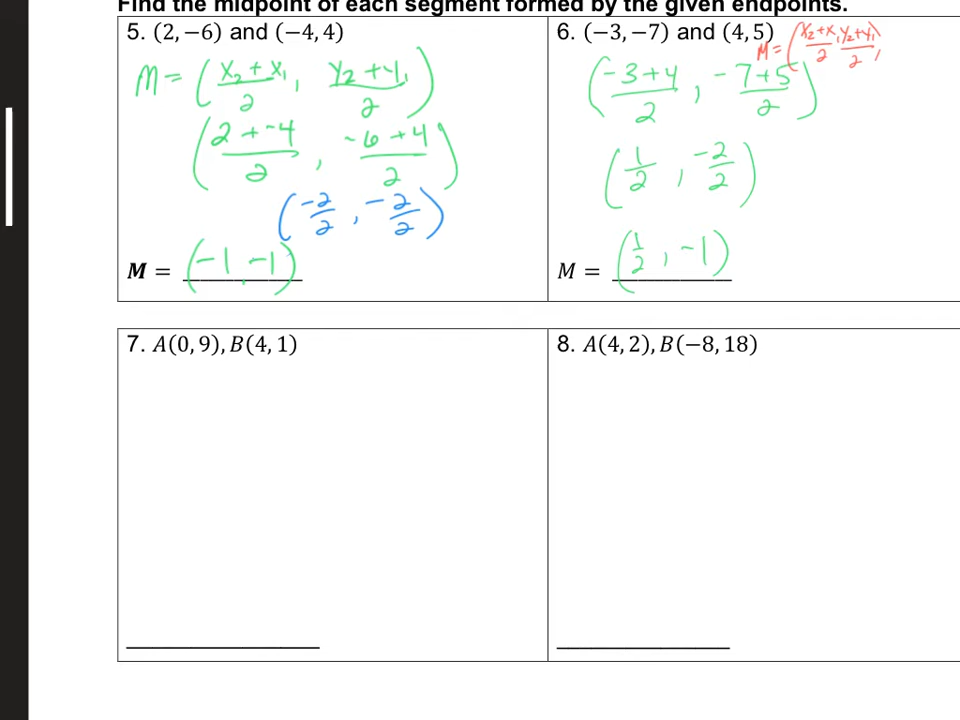 Find the midpoint of each segment formed by the given endpoints.
5. (2, −6) and (−4, 4)
M = (x₂ + x₁ / 2, y₂ + y₁ / 2)
(2 + -4 / 2, -6 + 4 / 2)
(-2/2, -2/2)
M = (-1, -1)
6. (−3, −7) and (4, 5)
M = (x₂+x₁ / 2, y₂+y₁ / 2)
(-3+4 / 2, -7+5 / 2)
(1/2, -2/2)
M = (1/2, -1)
7. A(0, 9), B(4, 1)
8. A(4, 2), B(−8, 18)